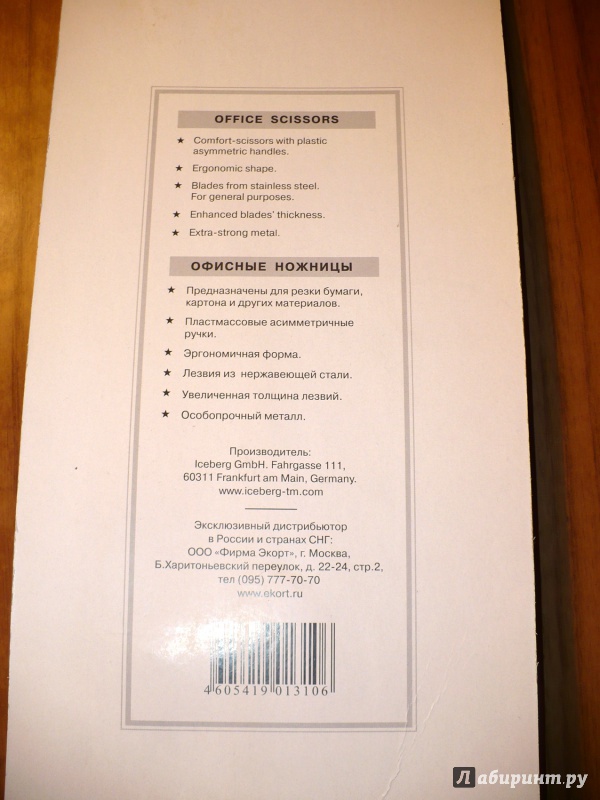 OFFICE SCISSORS
★ Comfort-scissors with plastic
asymmetric handles.
★ Ergonomic shape.
★ Blades from stainless steel.
For general purposes.
★ Enhanced blades' thickness.
★ Extra-strong metal.
ОФИСНЫЕ НОЖНИЦЫ
★ Предназначены для резки бумаги,
картона и других материалов.
★ Пластмассовые асимметричные
ручки.
★ Эргономичная форма.
★ Лезвия из нержавеющей стали.
★ Увеличенная толщина лезвий.
★ Особопрочный металл.
Производитель:
Iceberg GmbH. Fahrgasse 111,
60311 Frankfurt am Main, Germany.
www.iceberg-tm.com
Эксклюзивный дистрибьютор
в России и странах СНГ:
ООО «Фирма Экорт», г. Москва,
Б.Харитоньевский переулок, д. 22-24, стр.2,
тел (095) 777-70-70
www.ekort.ru
4605419013106
Лабиринт.ру